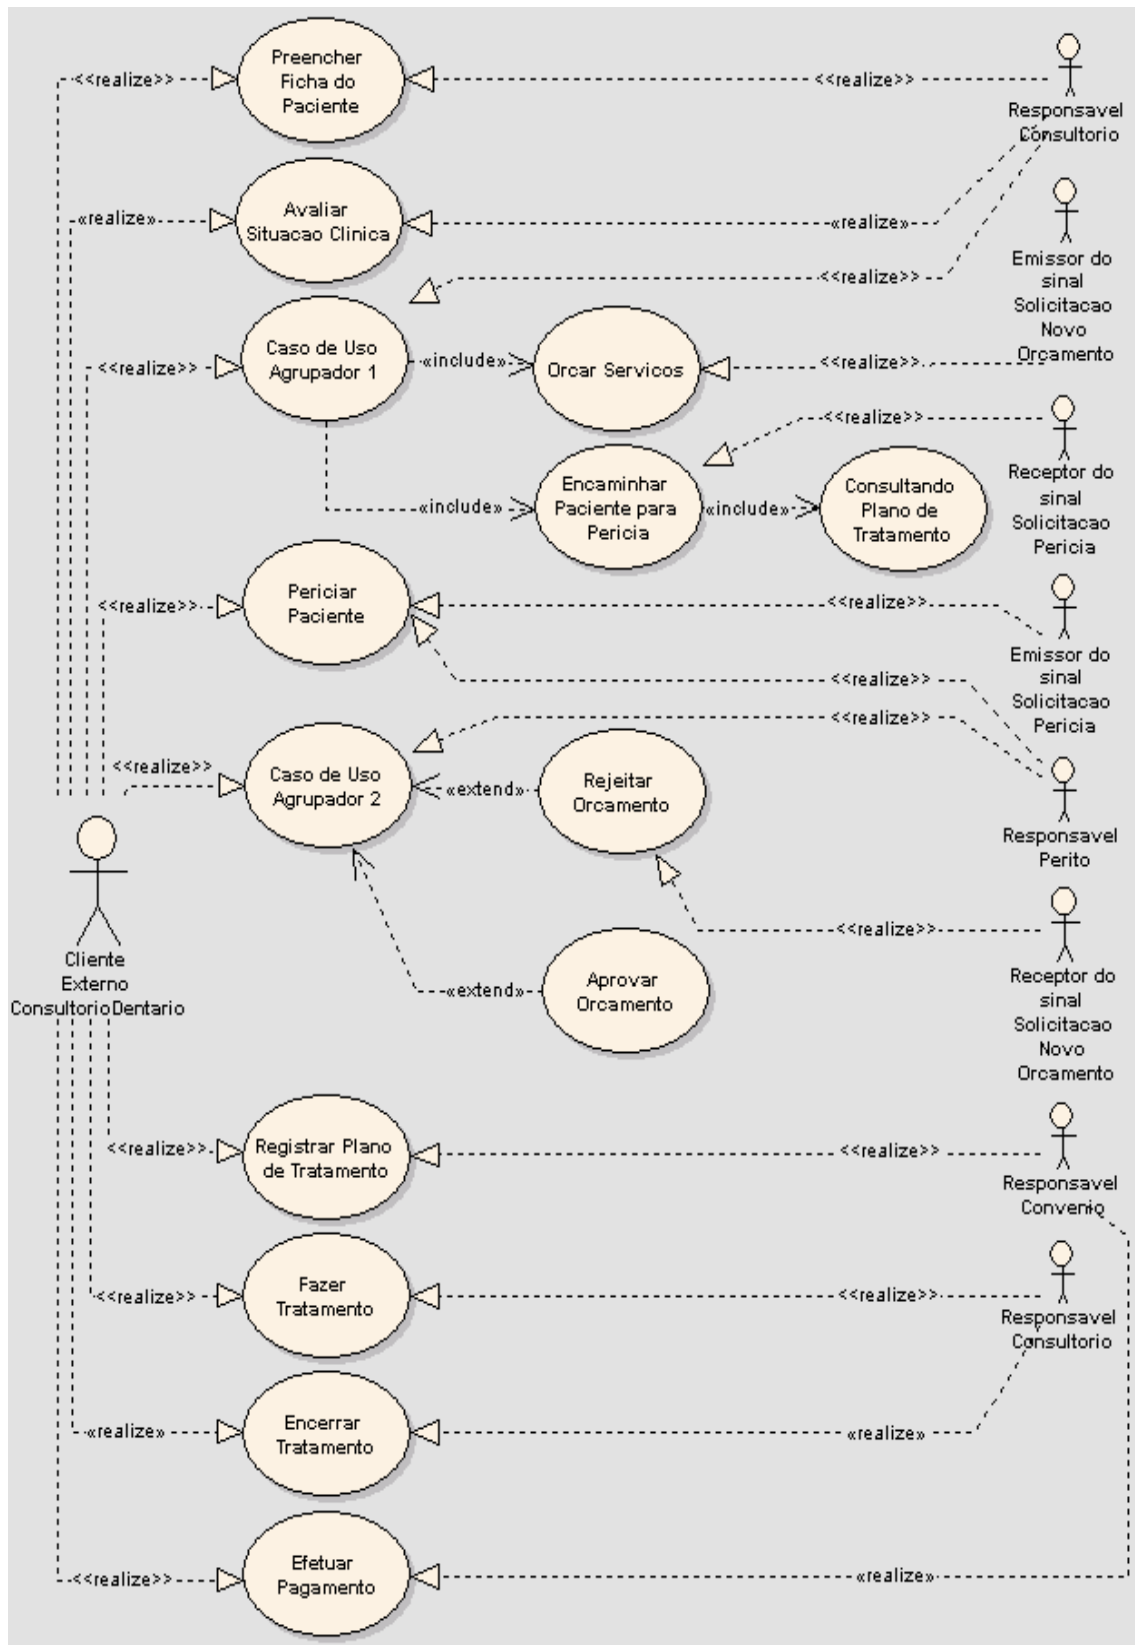 Preencher
Ficha do
Paciente
<<realize>>
<<realize>>
Responsavel
Consultorio
Avaliar
Situacao Clinica
«realize»
«realize»
Emissor do
sinal
Solicitacao
Novo
Orcamento
«realize»
Caso de Uso
Agrupador 1
<<realize>>
«include»
Orcar Servicos
<<realize>>
Receptor do
sinal
Solicitacao
Pericia
<<realize>>
Encaminhar
Paciente para
Pericia
«include»
«include»
Consultando
Plano de
Tratamento
Periciar
Paciente
<<realize>>
<<realize>>
Emissor do
sinal
Solicitacao
Pericia
<<realize>>
<<realize>>
<<realize>>
Caso de Uso
Agrupador 2
«extend»
Rejeitar
Orcamento
Responsavel
Perito
<<realize>>
Cliente
Externo
ConsultorioDentario
Aprovar
Orcamento
«extend»
Receptor do
sinal
Solicitacao
Novo
Orcamento
<<realize>>
Registrar Plano
de Tratamento
<<realize>>
Responsavel
Convenio
<<realize>>
Fazer
Tratamento
<<realize>>
Responsavel
Consultorio
«realize»
Encerrar
Tratamento
«realize»
<<realize>>
Efetuar
Pagamento
«realize»